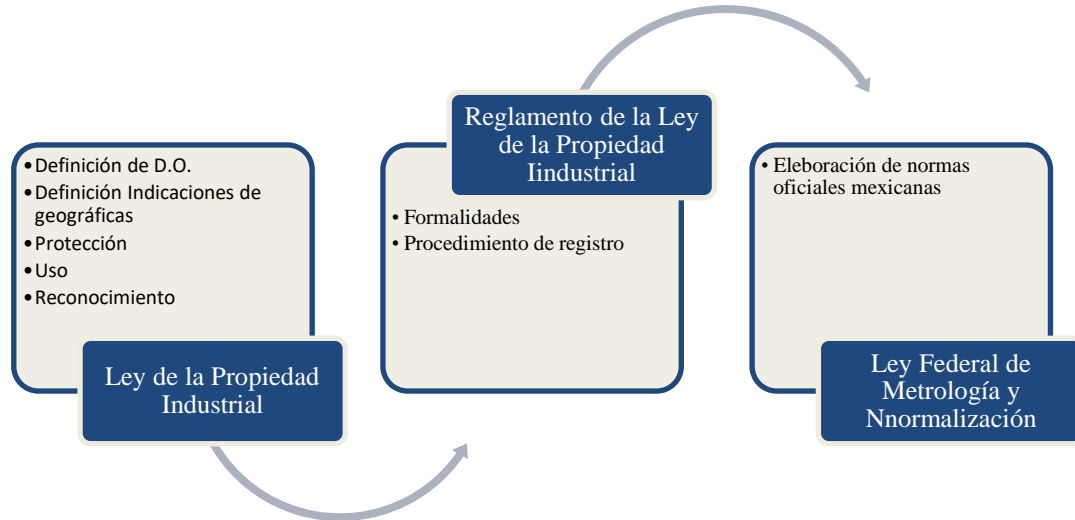 • Definición de D.O.
• Definición Indicaciones de
geográficas
• Protección
• Uso
• Reconocimiento
Ley de la Propiedad
Industrial
Reglamento de la Ley
de la Propiedad
Iindustrial
• Formalidades
• Procedimiento de registro
• Eleboración de normas
oficiales mexicanas
Ley Federal de
Metrología y
Nnormalización